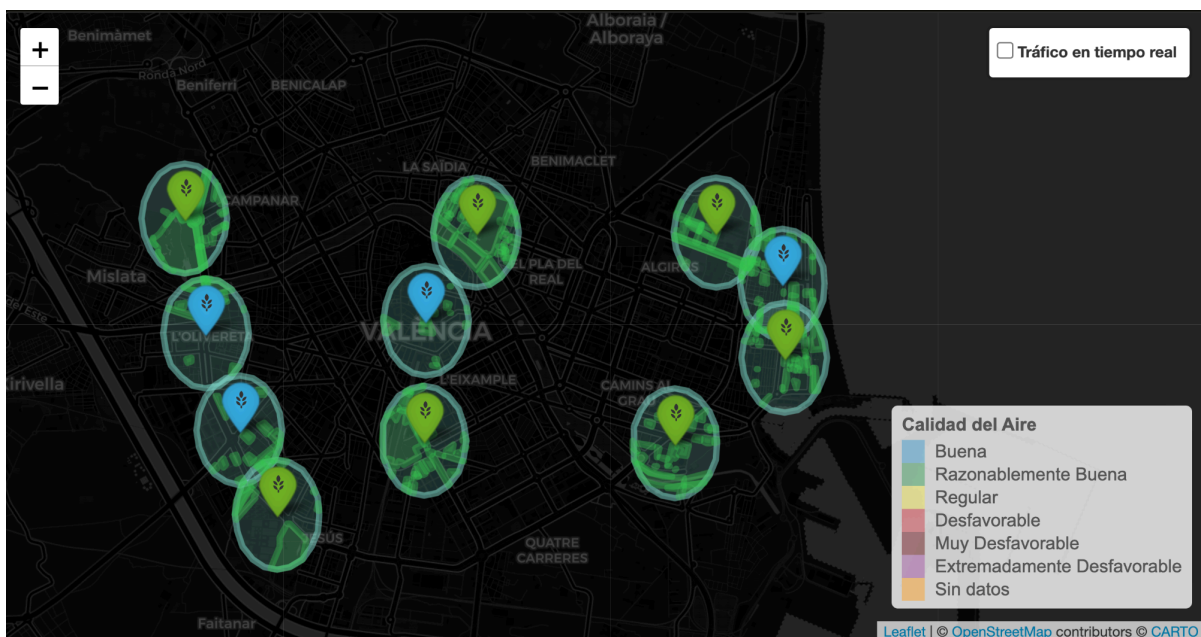 +
−
Benimàmet
Ronda Nord
Beniferri
BENICALAP
Alboraia /
Alboraya
Tráfico en tiempo real
LA SAÏDIA
BENIMACLET
CAMPANAR
Mislata
EL PLA DEL
REAL
ALGIRÓS
L'OLIVERETA
VALÈNCIA
Xirivella
L'EIXAMPLE
CAMINS AL
GRAU
JESÚS
QUATRE
CARRERES
Faitanar
Calidad del Aire
Buena
Razonablemente Buena
Regular
Desfavorable
Muy Desfavorable
Extremadamente Desfavorable
Sin datos
Leaflet | © OpenStreetMap contributors © CARTO